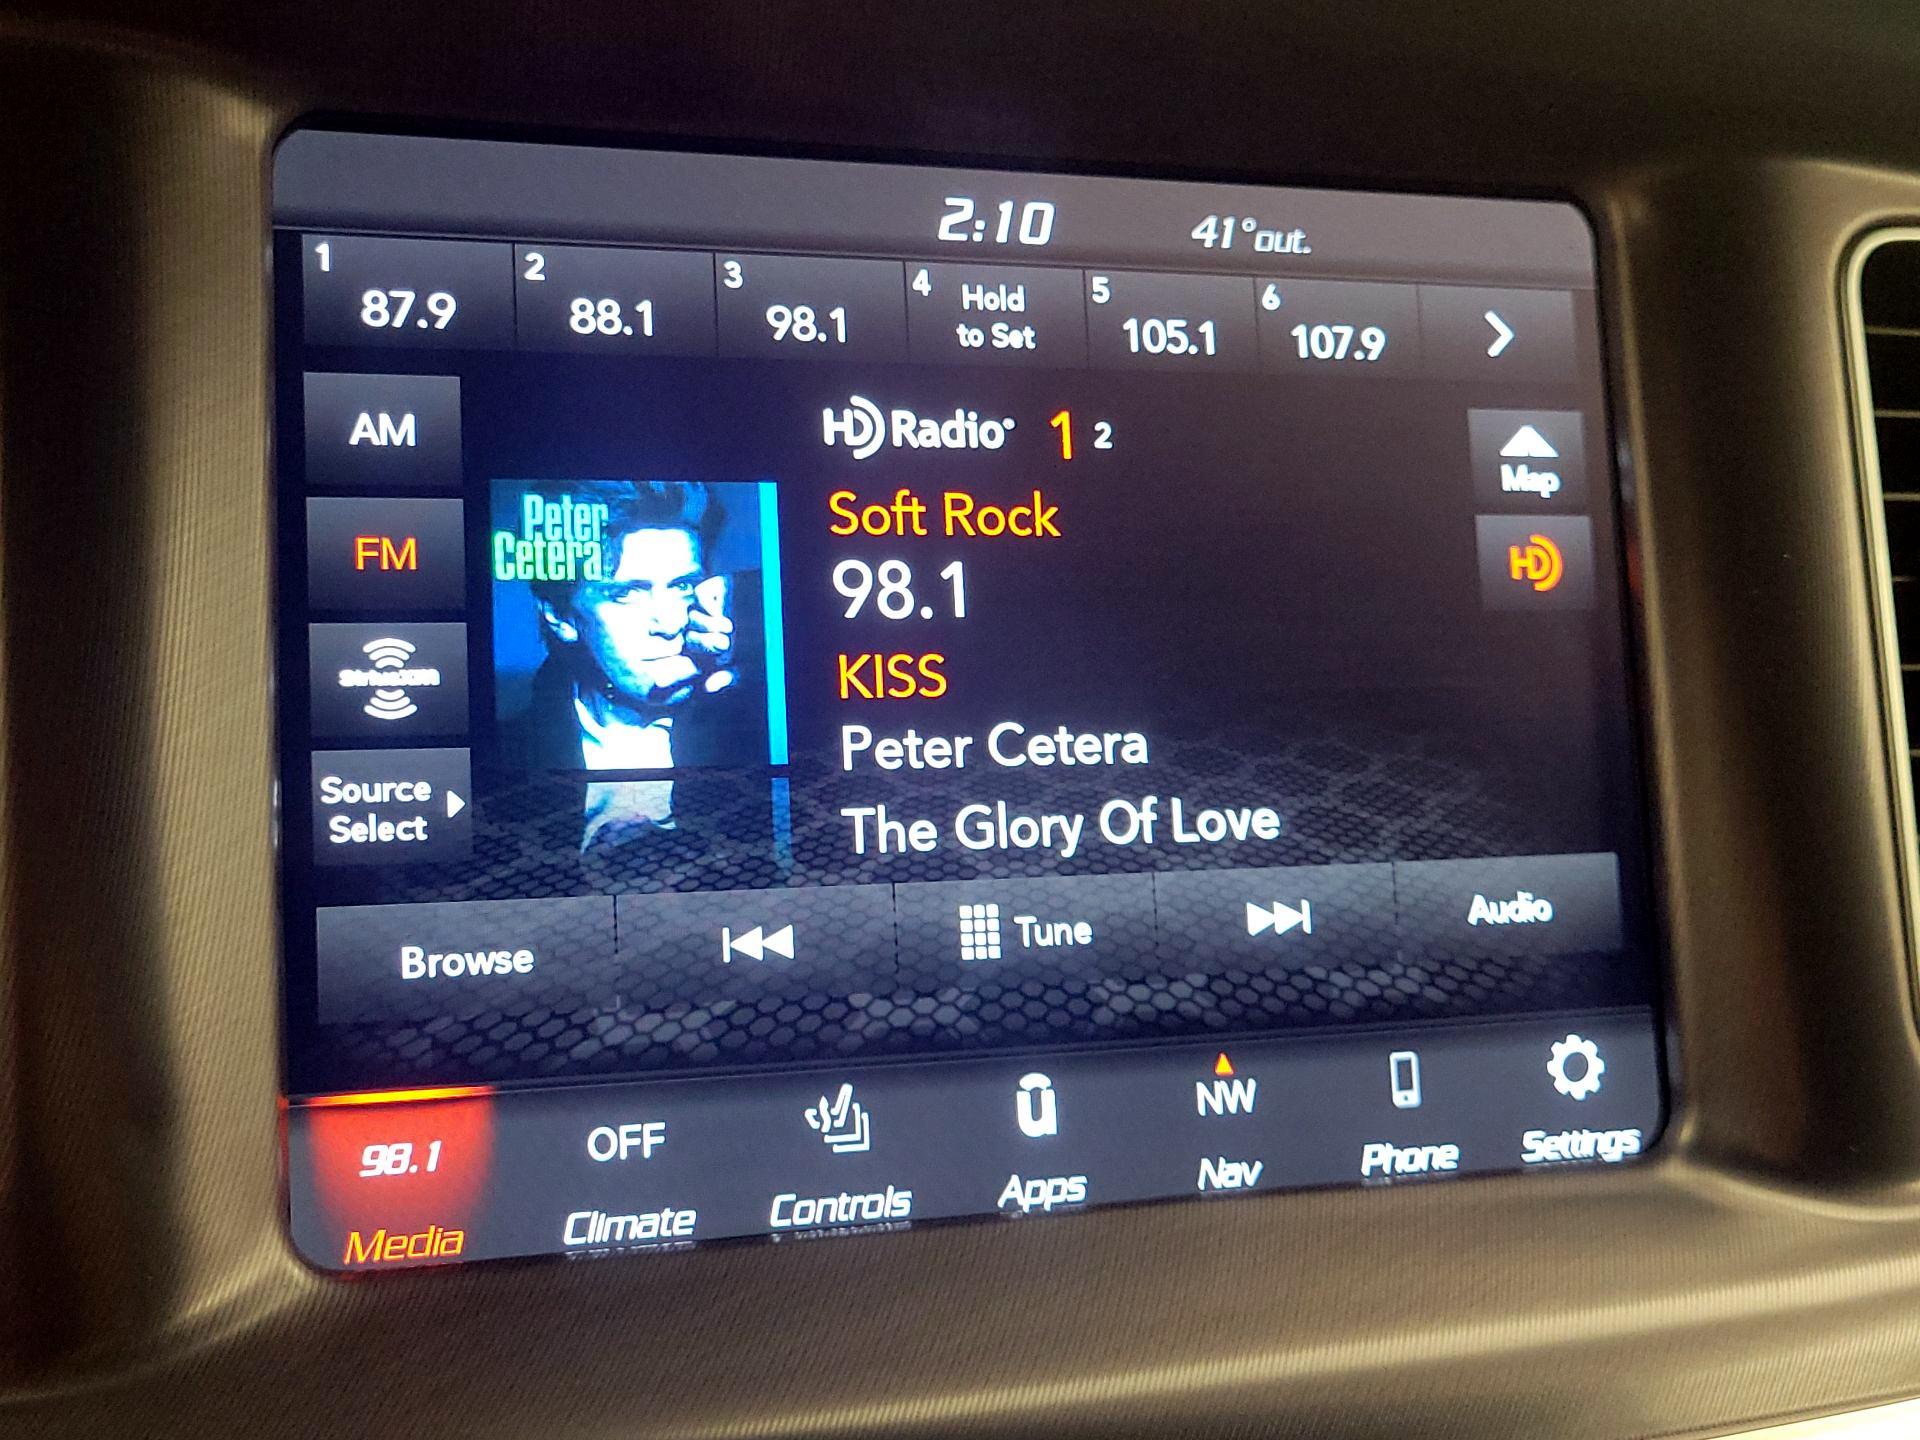 2:10 41°out.
1 2 3 4 5 6
87.9 88.1 98.1 Hold to Set 105.1 107.9
AM
HD Radio 1 2
Map
Peter
Cetera
Soft Rock
FM
98.1
HD
KISS
SiriusXM
Peter Cetera
Source
Select
The Glory Of Love
Browse Tune Audio
98.1 OFF u NW
Media Climate Controls Apps Nav Phone Settings